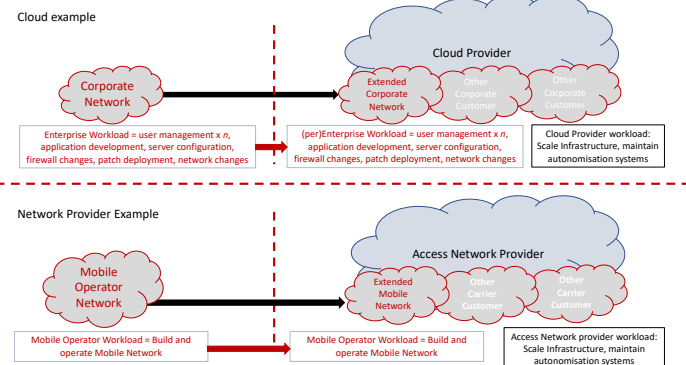 Cloud example
Cloud Provider
Corporate
Network
Extended
Corporate
Network
Other
Corporate
Customer
Other
Corporate
Customer
Enterprise Workload = user management x n,
application development, server configuration,
firewall changes, patch deployment, network changes
(per)Enterprise Workload = user management x n,
application development, server configuration,
firewall changes, patch deployment, network changes
Cloud Provider workload:
Scale Infrastructure, maintain
autonomisation systems
Network Provider Example
Access Network Provider
Mobile
Operator
Network
Extended
Mobile
Network
Other
Carrier
Customer
Other
Carrier
Customer
Mobile Operator Workload = Build and
operate Mobile Network
Mobile Operator Workload = Build and
operate Mobile Network
Access Network provider workload:
Scale Infrastructure, maintain
autonomisation systems